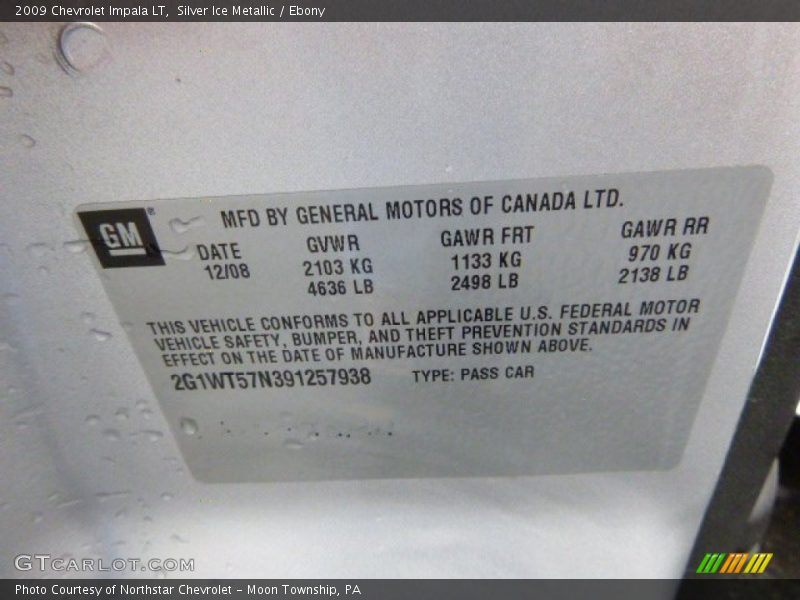 2009 Chevrolet Impala LT,  Silver Ice Metallic / Ebony
GM®
MFD BY GENERAL MOTORS OF CANADA LTD.
DATE GVWR GAWR FRT GAWR RR
12/08 2103 KG 1133 KG 970 KG
4636 LB 2498 LB 2138 LB
THIS VEHICLE CONFORMS TO ALL APPLICABLE U.S. FEDERAL MOTOR
VEHICLE SAFETY, BUMPER, AND THEFT PREVENTION STANDARDS IN
EFFECT ON THE DATE OF MANUFACTURE SHOWN ABOVE.
2G1WT57N391257938 TYPE: PASS CAR
GTCARLOT.COM
Photo Courtesy of Northstar Chevrolet - Moon Township, PA